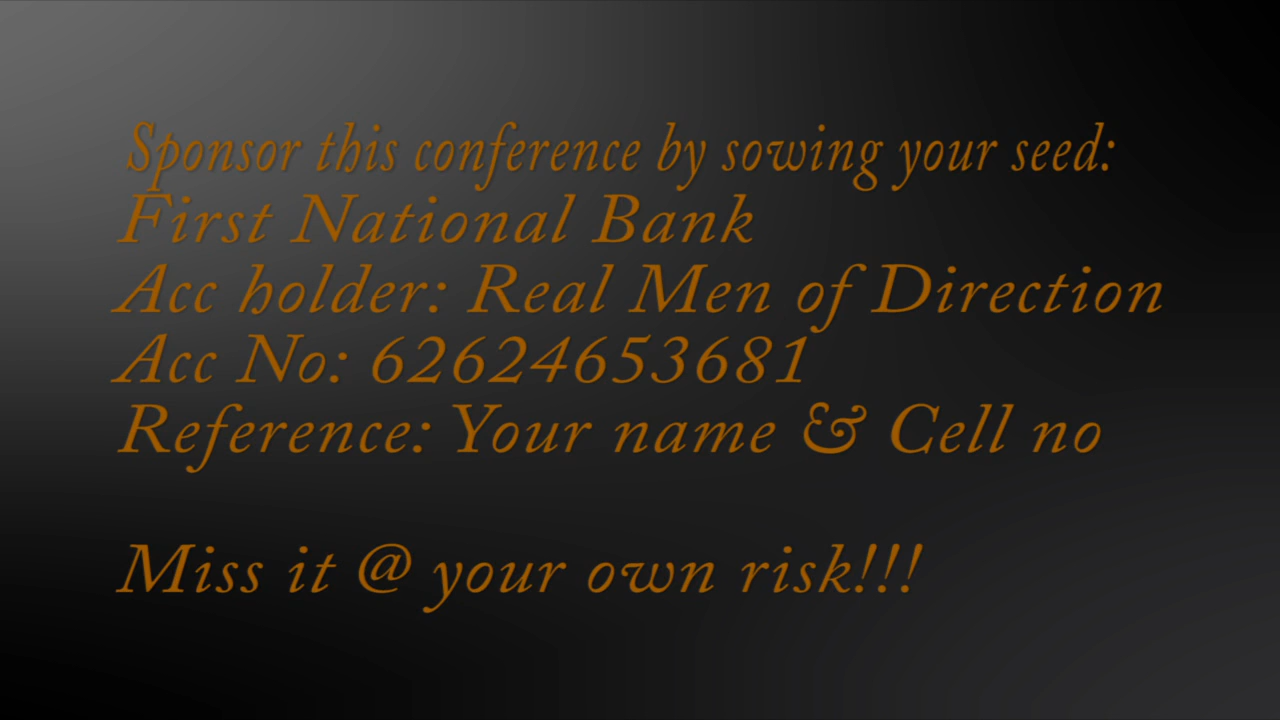 Sponsor this conference by sowing your seed:
First National Bank
Acc holder: Real Men of Direction
Acc No: 62624653681
Reference: Your name & Cell no
Miss it @ your own risk!!!